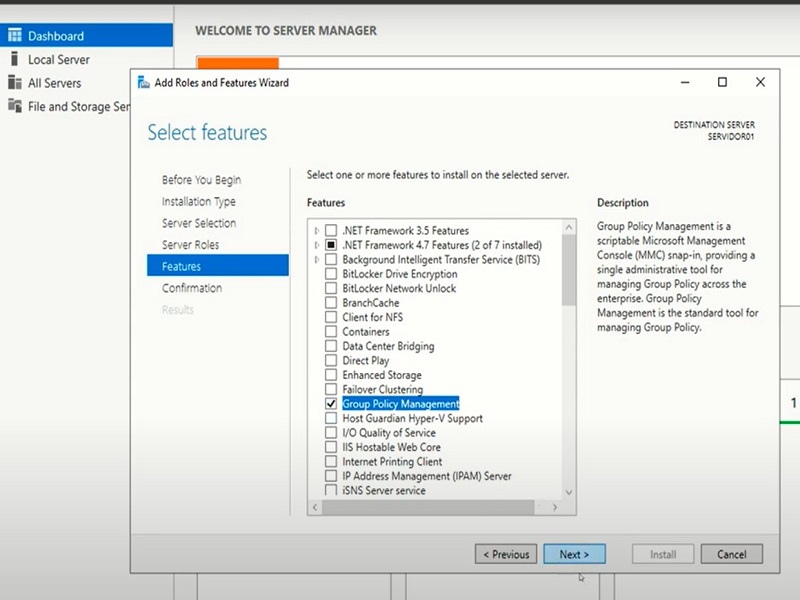 Dashboard
Local Server
All Servers
File and Storage Ser
WELCOME TO SERVER MANAGER
Add Roles and Features Wizard
Select features
DESTINATION SERVER
SERVIDOR01
Before You Begin
Installation Type
Server Selection
Server Roles
Features
Confirmation
Results
Select one or more features to install on the selected server.
Features
.NET Framework 3.5 Features
.NET Framework 4.7 Features (2 of 7 installed)
Background Intelligent Transfer Service (BITS)
BitLocker Drive Encryption
BitLocker Network Unlock
BranchCache
Client for NFS
Containers
Data Center Bridging
Direct Play
Enhanced Storage
Failover Clustering
Group Policy Management
Host Guardian Hyper-V Support
I/O Quality of Service
IIS Hostable Web Core
Internet Printing Client
IP Address Management (IPAM) Server
iSNS Server service
Description
Group Policy Management is a
scriptable Microsoft Management
Console (MMC) snap-in, providing a
single administrative tool for
managing Group Policy across the
enterprise. Group Policy
Management is the standard tool for
managing Group Policy.
1
< Previous
Next >
Install
Cancel